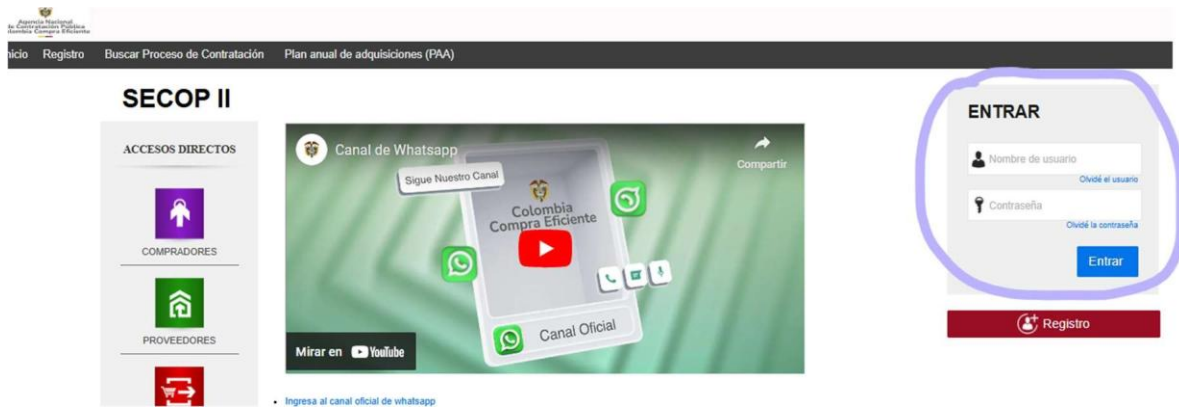 Agencia Nacional
de Contratación Pública
Colombia Compra Eficiente
nicio Registro Buscar Proceso de Contratación Plan anual de adquisiciones (PAA)
SECOP II
ACCESOS DIRECTOS
COMPRADORES
PROVEEDORES
Canal de Whatsapp
Compartir
Sigue Nuestro Canal
Colombia
Compra Eficiente
Canal Oficial
Mirar en YouTube
Ingresa al canal oficial de whatsapp
ENTRAR
Nombre de usuario
Olvidé el usuario
Contraseña
Olvidé la contraseña
Entrar
Registro